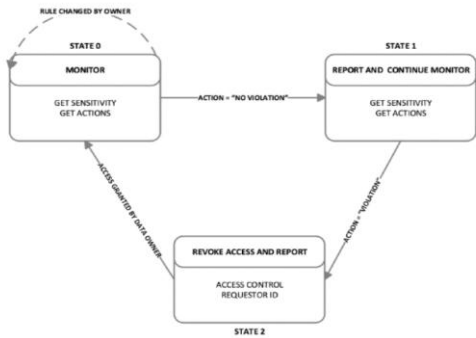 RULE CHANGED BY OWNER
STATE 0
STATE 1
MONITOR
REPORT AND CONTINUE MONITOR
GET SENSITIVITY
GET ACTIONS
ACTION = "NO VIOLATION"
GET SENSITIVITY
GET ACTIONS
ACCESS GRANTED BY DATA OWNER
ACTION = "VIOLATION"
REVOKE ACCESS AND REPORT
ACCESS CONTROL
REQUESTOR ID
STATE 2